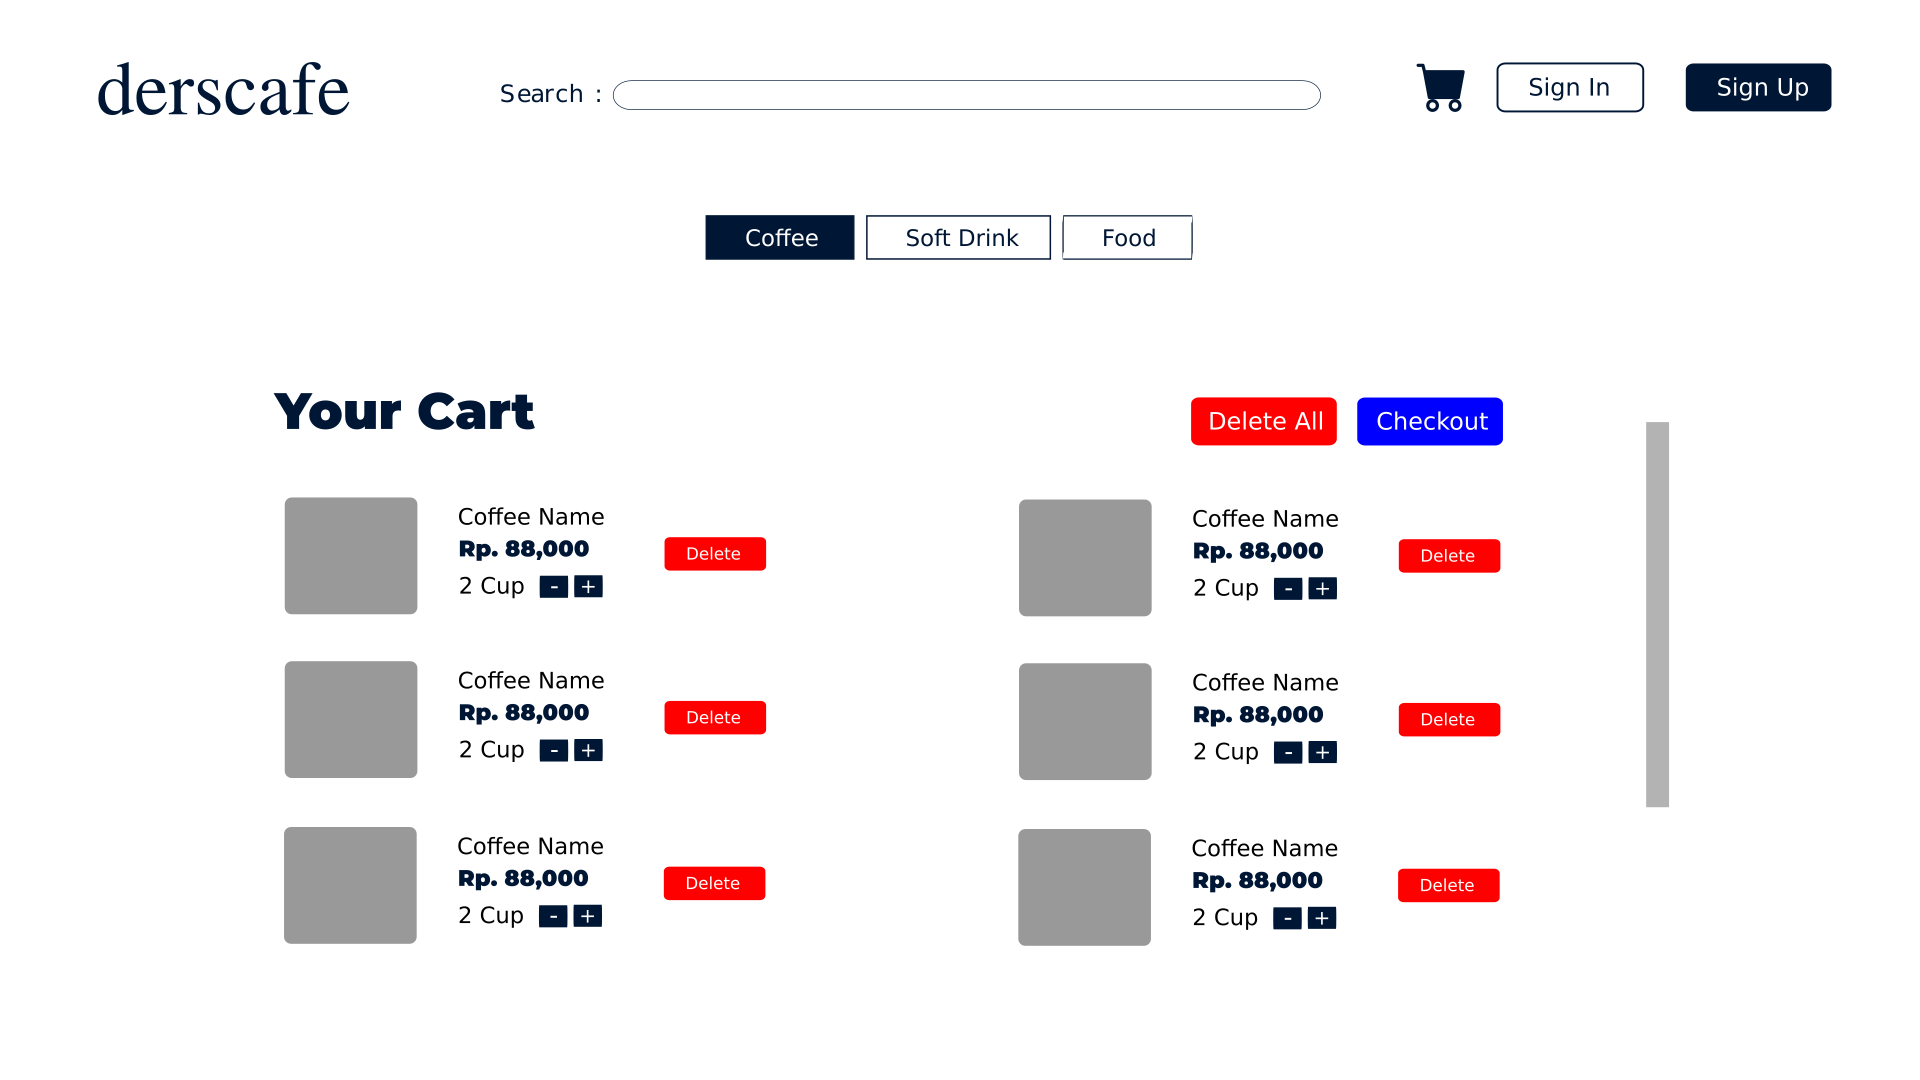 derscafe
Search :
Sign In
Sign Up
Coffee
Soft Drink
Food
Your Cart
Delete All
Checkout
Coffee Name
Rp. 88,000
2 Cup - +
Delete
Coffee Name
Rp. 88,000
2 Cup - +
Delete
Coffee Name
Rp. 88,000
2 Cup - +
Delete
Coffee Name
Rp. 88,000
2 Cup - +
Delete
Coffee Name
Rp. 88,000
2 Cup - +
Delete
Coffee Name
Rp. 88,000
2 Cup - +
Delete